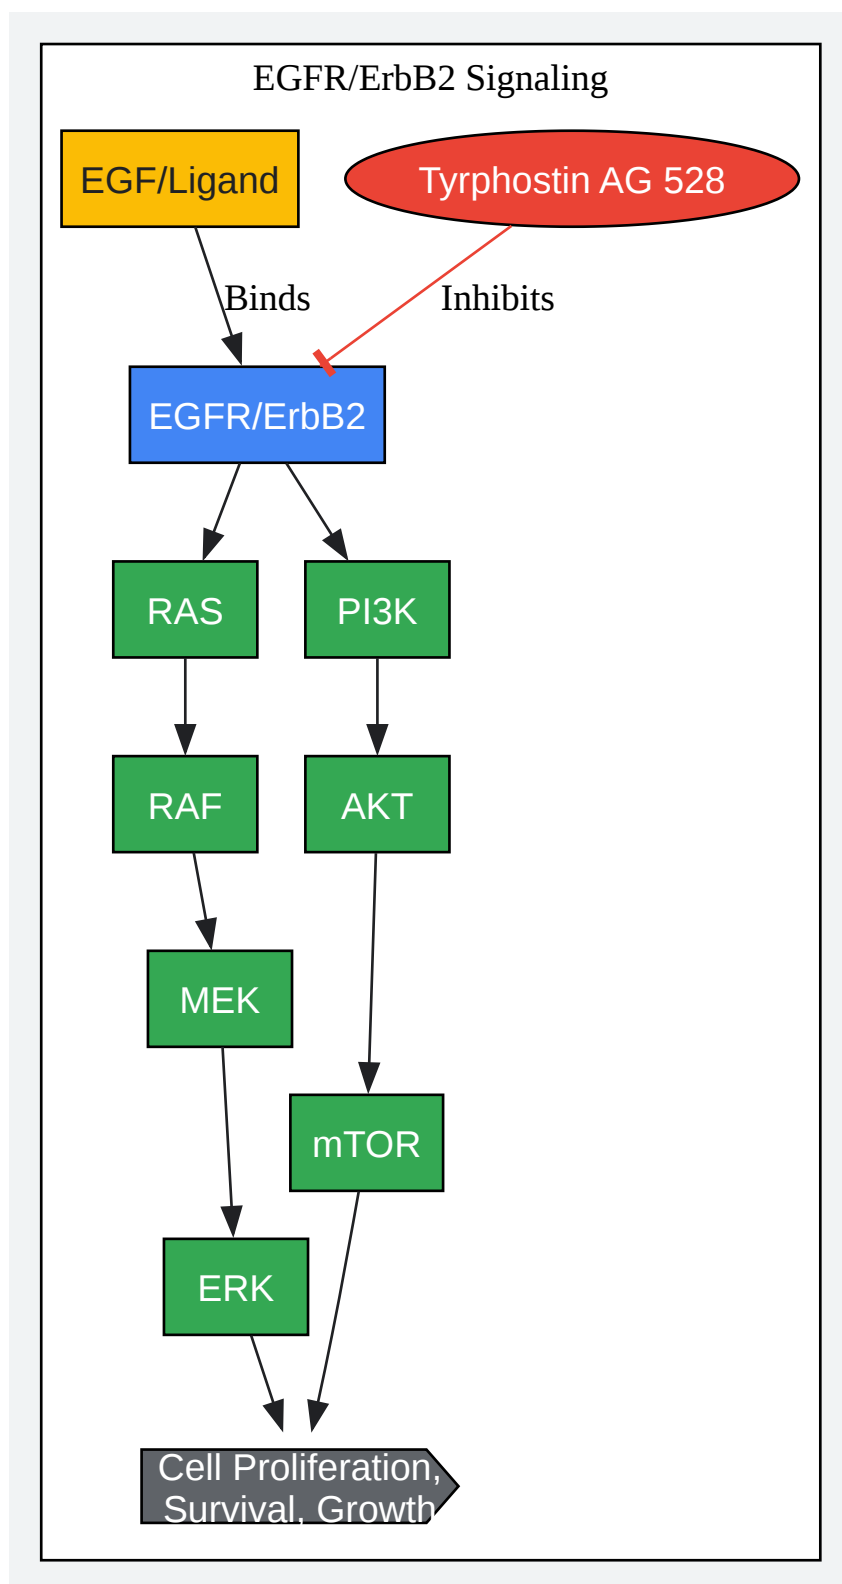 EGFR/ErbB2 Signaling
EGF/Ligand
Tyrphostin AG 528
Binds
Inhibits
EGFR/ErbB2
RAS
PI3K
RAF
AKT
MEK
mTOR
ERK
Cell Proliferation,
Survival, Growth